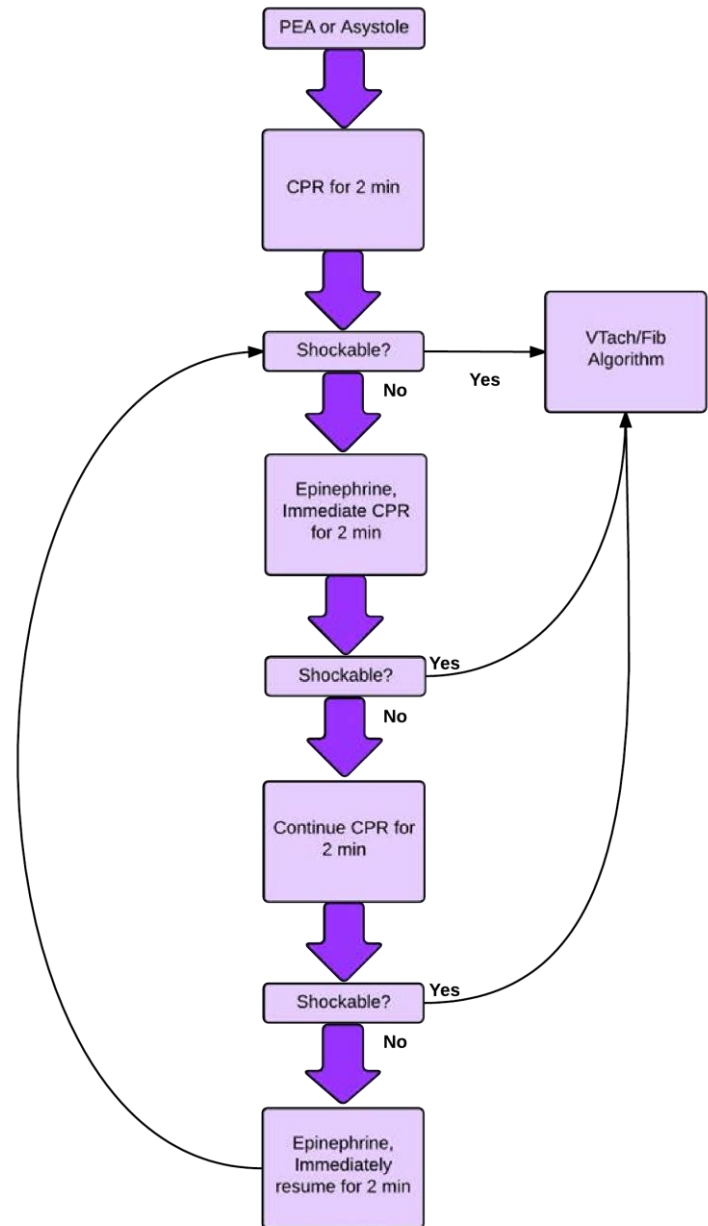 PEA or Asystole
CPR for 2 min
Shockable?
Yes
No
VTach/Fib
Algorithm
Epinephrine,
Immediate CPR
for 2 min
Shockable?
Yes
No
Continue CPR for
2 min
Shockable?
Yes
No
Epinephrine,
Immediately
resume for 2 min